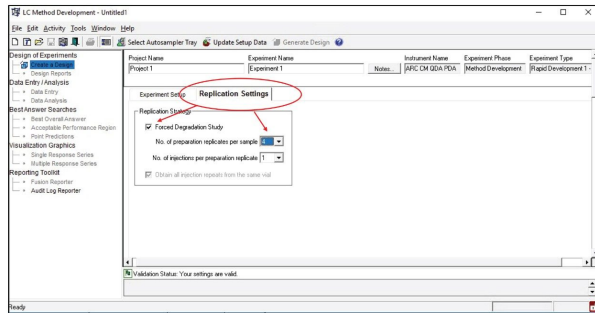 LC Method Development - Untitled1
File Edit Activity Tools Window Help
Select Autosampler Tray Update Setup Data Generate Design
Design of Experiments
Create a Design
Design Reports
Data Entry / Analysis
Data Entry
Data Analysis
Best Answer Searches
Best Overall Answer
Acceptable Performance Region
Point Predictions
Visualization Graphics
Single Response Series
Multiple Response Series
Reporting Toolkit
Fusion Reporter
Audit Log Reporter
Project Name Experiment Name Instrument Name Experiment Phase Experiment Type
Project 1 Experiment 1 Notes... ARC CM QDA PDA Method Development Rapid Development 1 -
Experiment Setup Replication Settings
Replication Strategy
Forced Degradation Study
No. of preparation replicates per sample 4
No. of injections per preparation replicate 1
Obtain all injection repeats from the same vial
Validation Status: Your settings are valid.
Ready